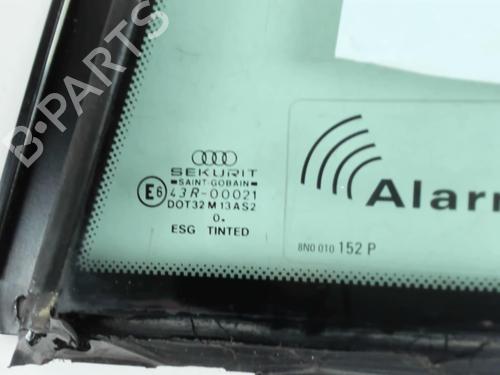 B-PARTS
SEKURIT
SAINT-GOBAIN
E6 43R-00021
DOT32 M13AS2
0.
ESG TINTED
Alarm
8N0 010 152 P